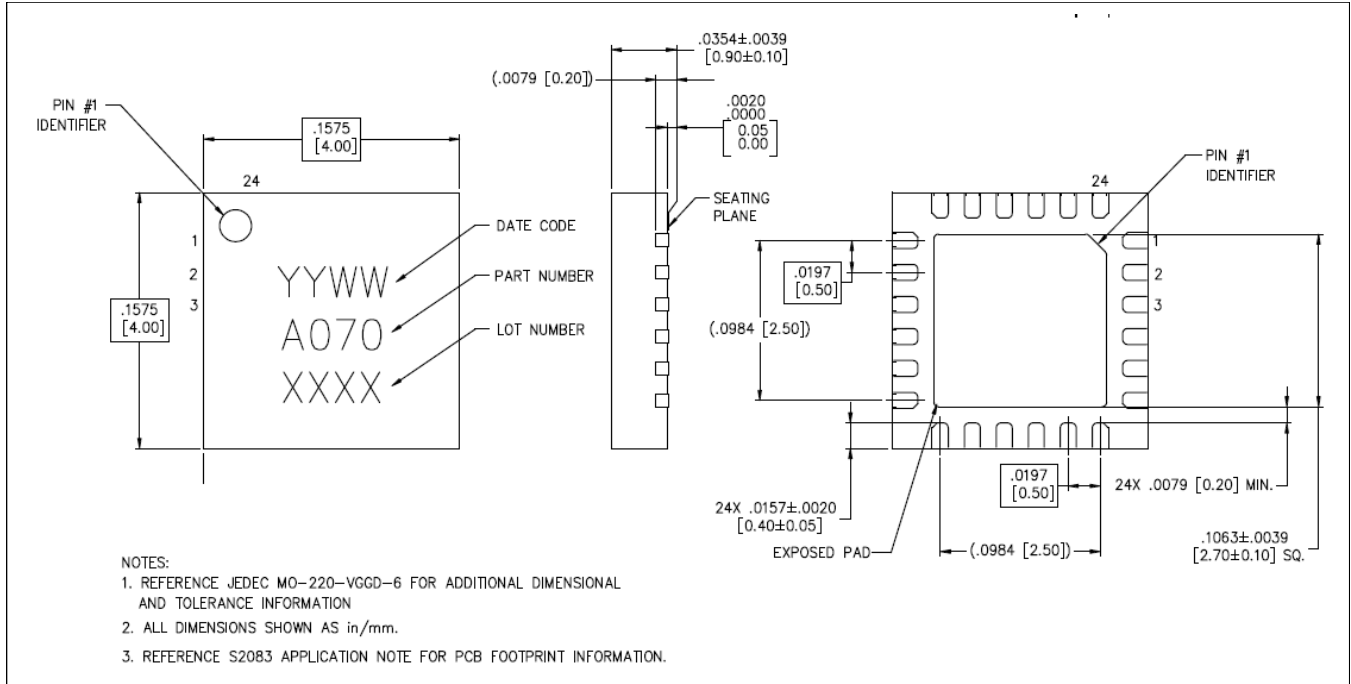 .0354±.0039
[0.90±0.10]
(.0079 [0.20])
.0020
.0000
[0.05
0.00]
PIN #1
IDENTIFIER
.1575
[4.00]
24
1
2
3
.1575
[4.00]
YYWW
A070
XXXX
DATE CODE
PART NUMBER
LOT NUMBER
SEATING
PLANE
24
PIN #1
IDENTIFIER
1
2
3
.0197
[0.50]
(.0984 [2.50])
24X .0157±.0020
[0.40±0.05]
EXPOSED PAD
.0197
[0.50]
(.0984 [2.50])
24X .0079 [0.20] MIN.
.1063±.0039
[2.70±0.10] SQ.
NOTES:
1. REFERENCE JEDEC MO-220-VGGD-6 FOR ADDITIONAL DIMENSIONAL
AND TOLERANCE INFORMATION
2. ALL DIMENSIONS SHOWN AS in/mm.
3. REFERENCE S2083 APPLICATION NOTE FOR PCB FOOTPRINT INFORMATION.